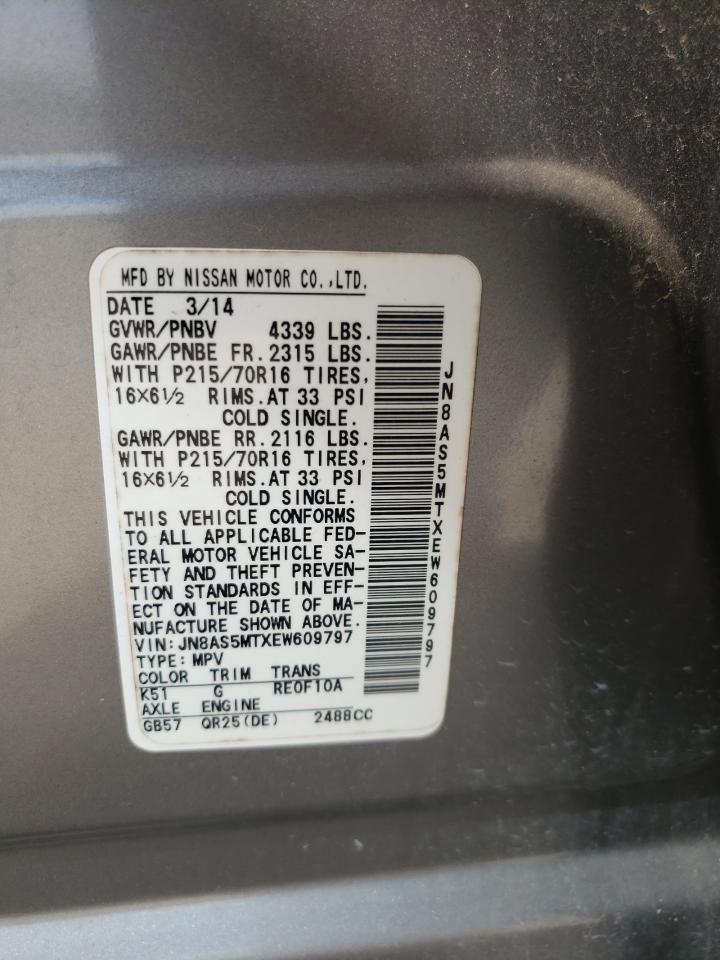 MFD BY NISSAN MOTOR CO.,LTD.
DATE 3/14
GVWR/PNBV 4339 LBS.
GAWR/PNBE FR. 2315 LBS.
WITH P215/70R16 TIRES,
16X6½ RIMS.AT 33 PSI
COLD SINGLE.
GAWR/PNBE RR. 2116 LBS.
WITH P215/70R16 TIRES,
16X6½ RIMS.AT 33 PSI
COLD SINGLE.
THIS VEHICLE CONFORMS
TO ALL APPLICABLE FED-
ERAL MOTOR VEHICLE SA-
FETY AND THEFT PREVEN-
TION STANDARDS IN EFF-
ECT ON THE DATE OF MA-
NUFACTURE SHOWN ABOVE.
VIN:JN8AS5MTXEW609797
TYPE:MPV
COLOR TRIM TRANS
K51 G RE0F10A
AXLE ENGINE
GB57 QR25(DE) 2488CC
JN8AS5MTXEW609797